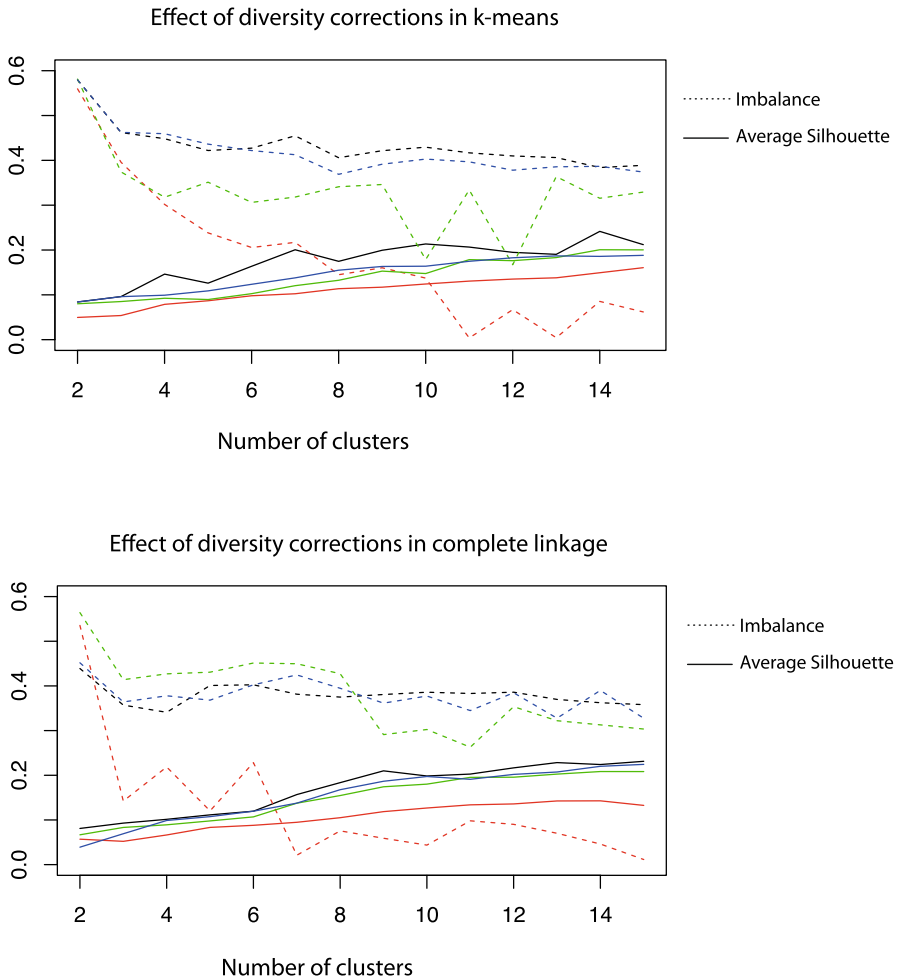 Effect of diversity corrections in k-means
0.6
0.4
0.2
0.0
Imbalance
Average Silhouette
2 4 6 8 10 12 14
Number of clusters
Effect of diversity corrections in complete linkage
0.6
0.4
0.2
0.0
Imbalance
Average Silhouette
2 4 6 8 10 12 14
Number of clusters